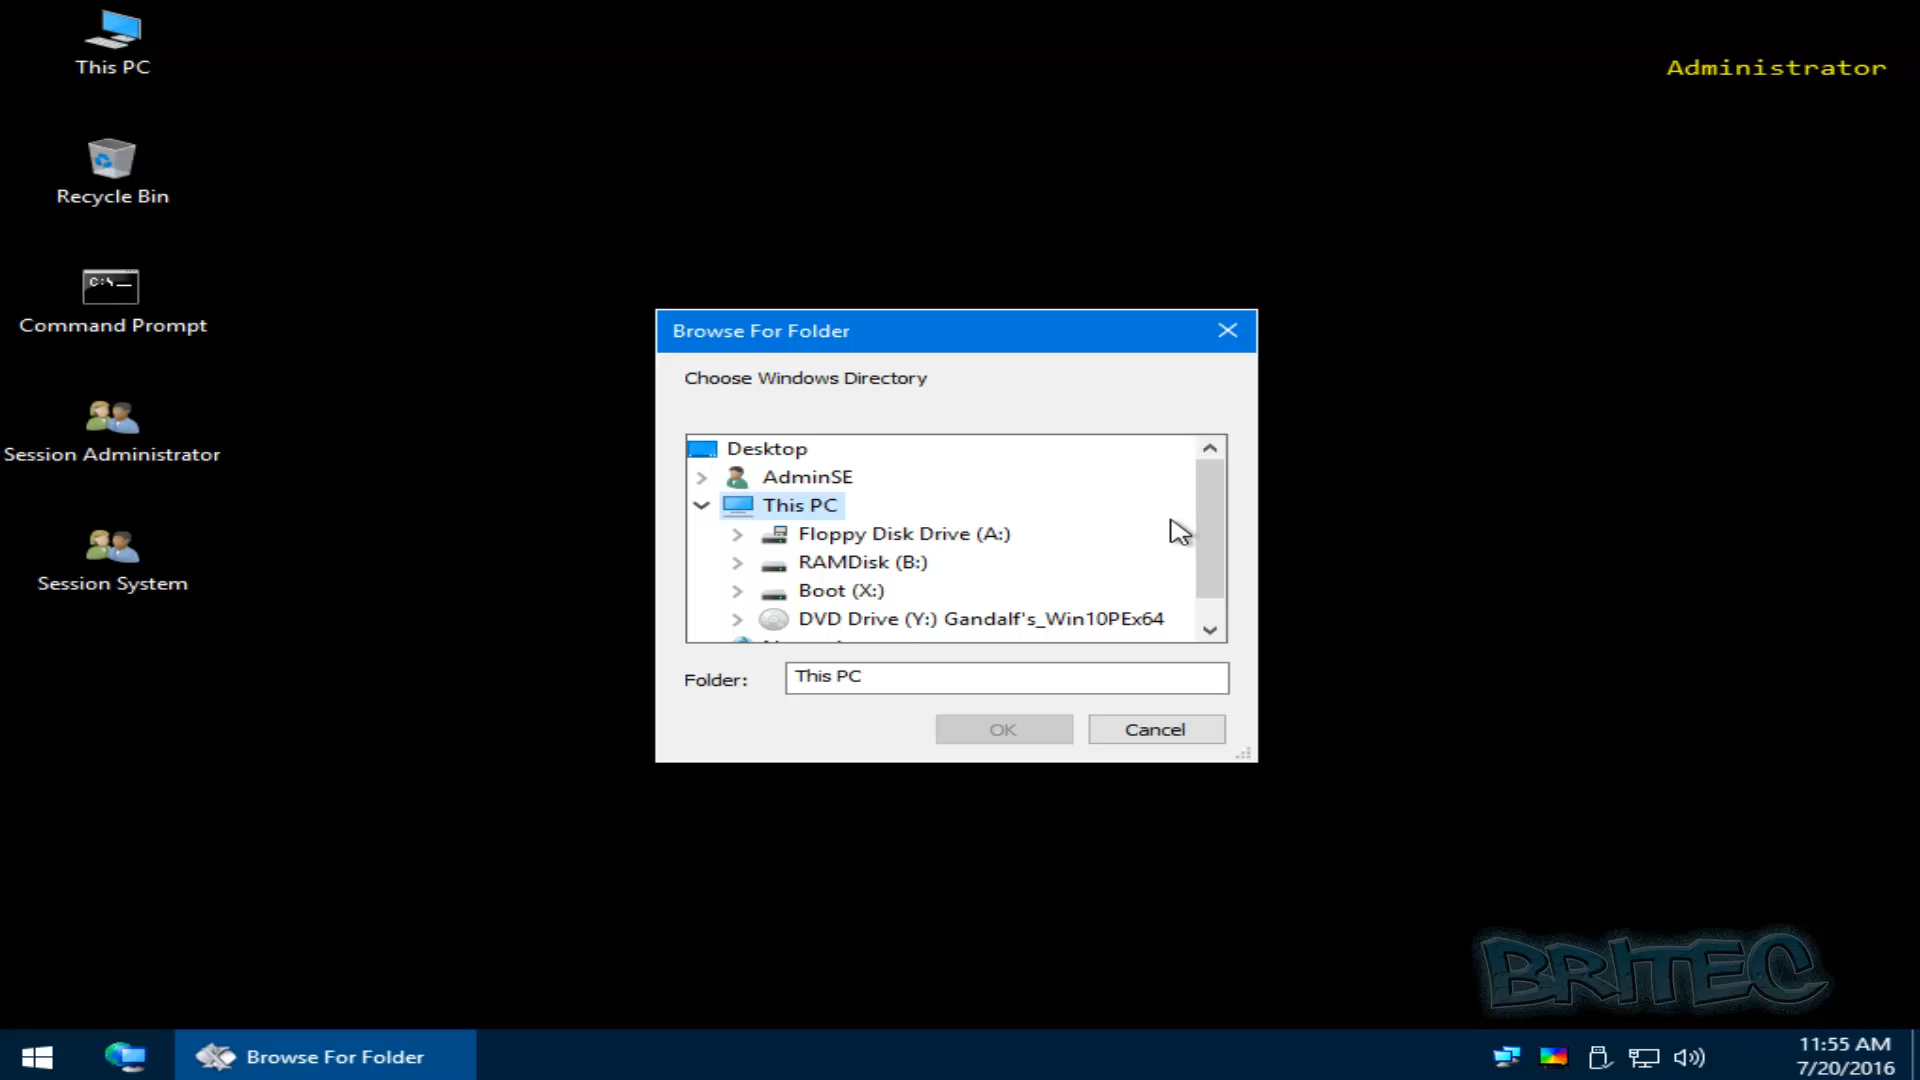 This PC
Administrator
Recycle Bin
C:\
Command Prompt
Session Administrator
Session System
Browse For Folder
Choose Windows Directory
Desktop
AdminSE
This PC
Floppy Disk Drive (A:)
RAMDisk (B:)
Boot (X:)
DVD Drive (Y:) Gandalf's_Win10PEx64
Folder:
This PC
OK
Cancel
BRITEC
Browse For Folder
11:55 AM
7/20/2016